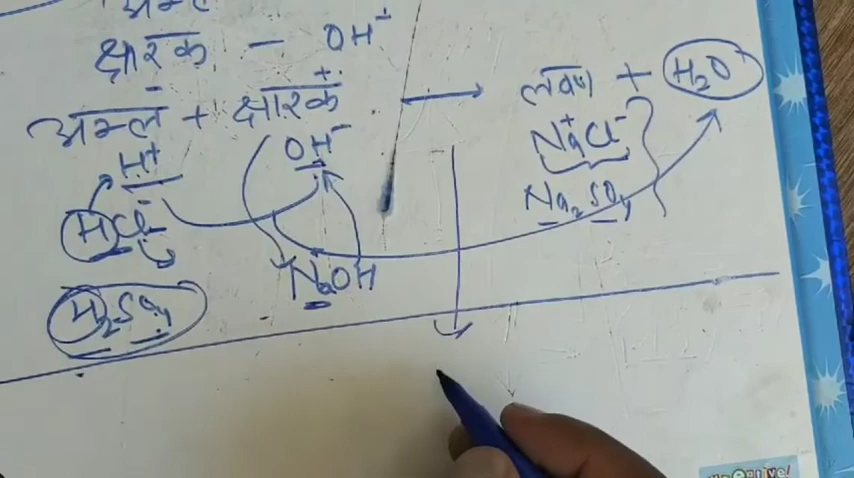 क्षारक - OH⁻
अम्ल + क्षारक → लवण + H₂O
H⁺ OH⁻ Na⁺Cl⁻
HCl⁻ Na₂SO₄
NaOH
H₂SO₄